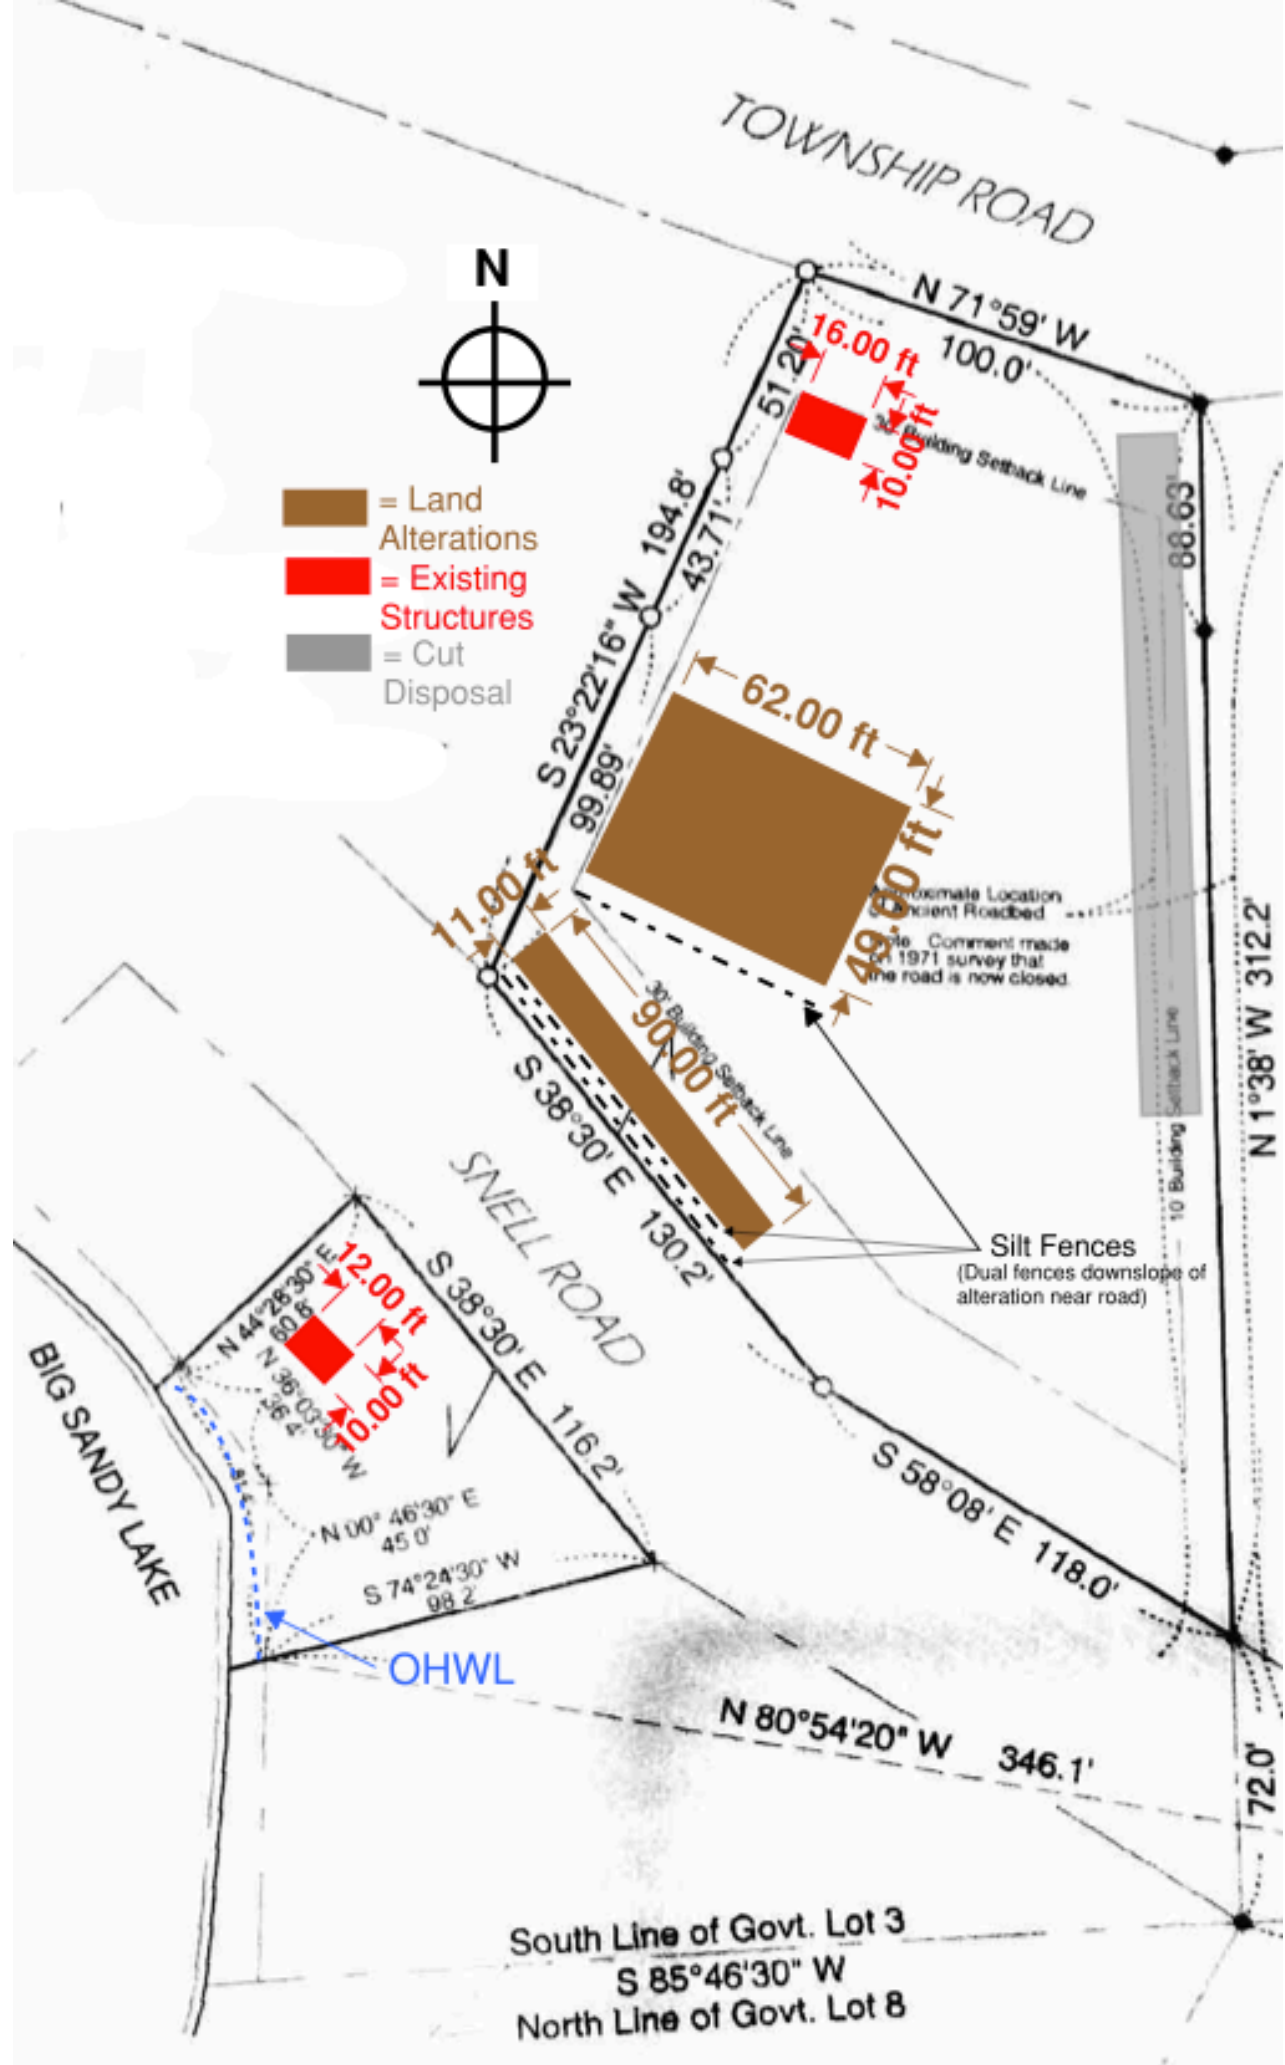 TOWNSHIP ROAD
N
N 71°59' W
100.0'
16.00 ft
51.20'
10.00 ft
30' Building Setback Line
= Land
Alterations
= Existing
Structures
= Cut
Disposal
88.63'
S 23°22'16" W 194.8'
43.71'
99.89'
62.00 ft
49.00 ft
11.00 ft
90.00 ft
Approximate Location
of Ancient Roadbed
Note Comment made
on 1971 survey that
the road is now closed.
N 1°38' W 312.2'
30' Building Setback Line
10' Building Setback Line
S 38°30' E 130.2'
SNELL ROAD
Silt Fences
(Dual fences downslope of
alteration near road)
S 38°30' E 116.2'
N 44°28'30" E
60.8'
12.00 ft
10.00 ft
N 36°03'30" W
36.4'
BIG SANDY LAKE
N 00° 46'30" E
45.0'
S 74°24'30" W
98.2'
S 58°08' E 118.0'
OHWL
N 80°54'20" W 346.1'
72.0'
South Line of Govt. Lot 3
S 85°46'30" W
North Line of Govt. Lot 8